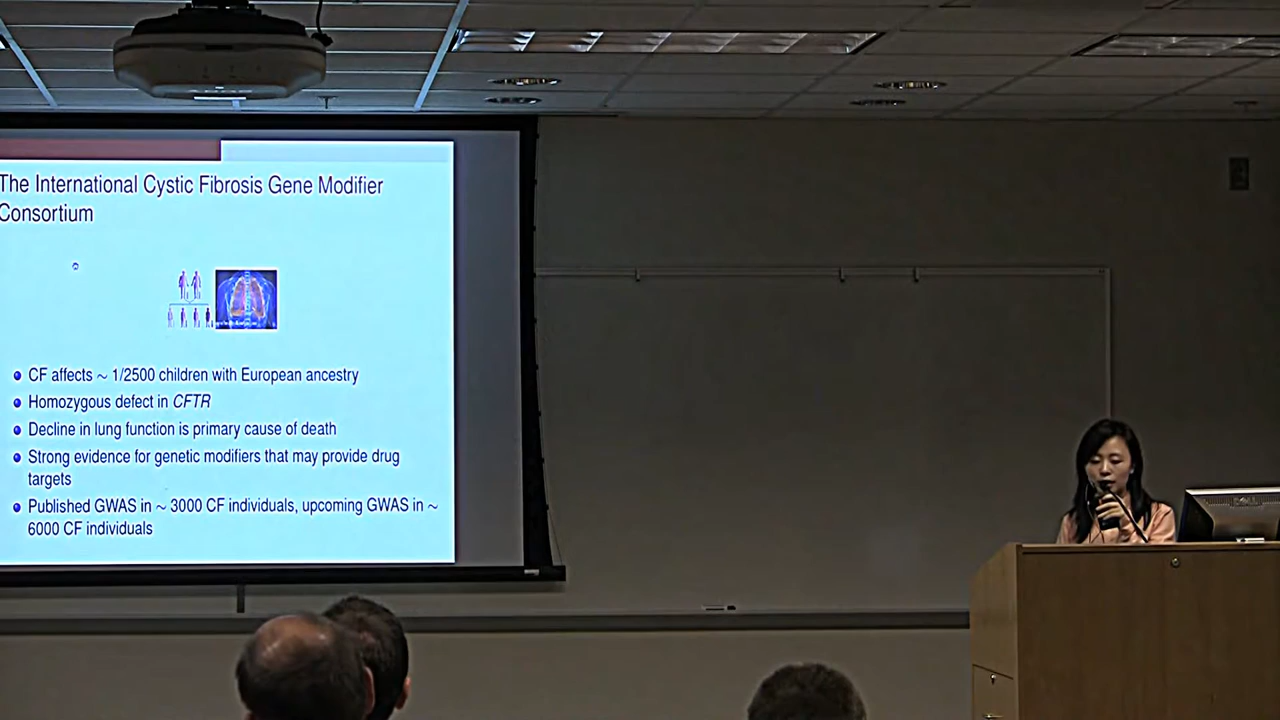 The International Cystic Fibrosis Gene Modifier
Consortium
CF affects ~ 1/2500 children with European ancestry
Homozygous defect in CFTR
Decline in lung function is primary cause of death
Strong evidence for genetic modifiers that may provide drug
targets
Published GWAS in ~ 3000 CF individuals, upcoming GWAS in ~
6000 CF individuals